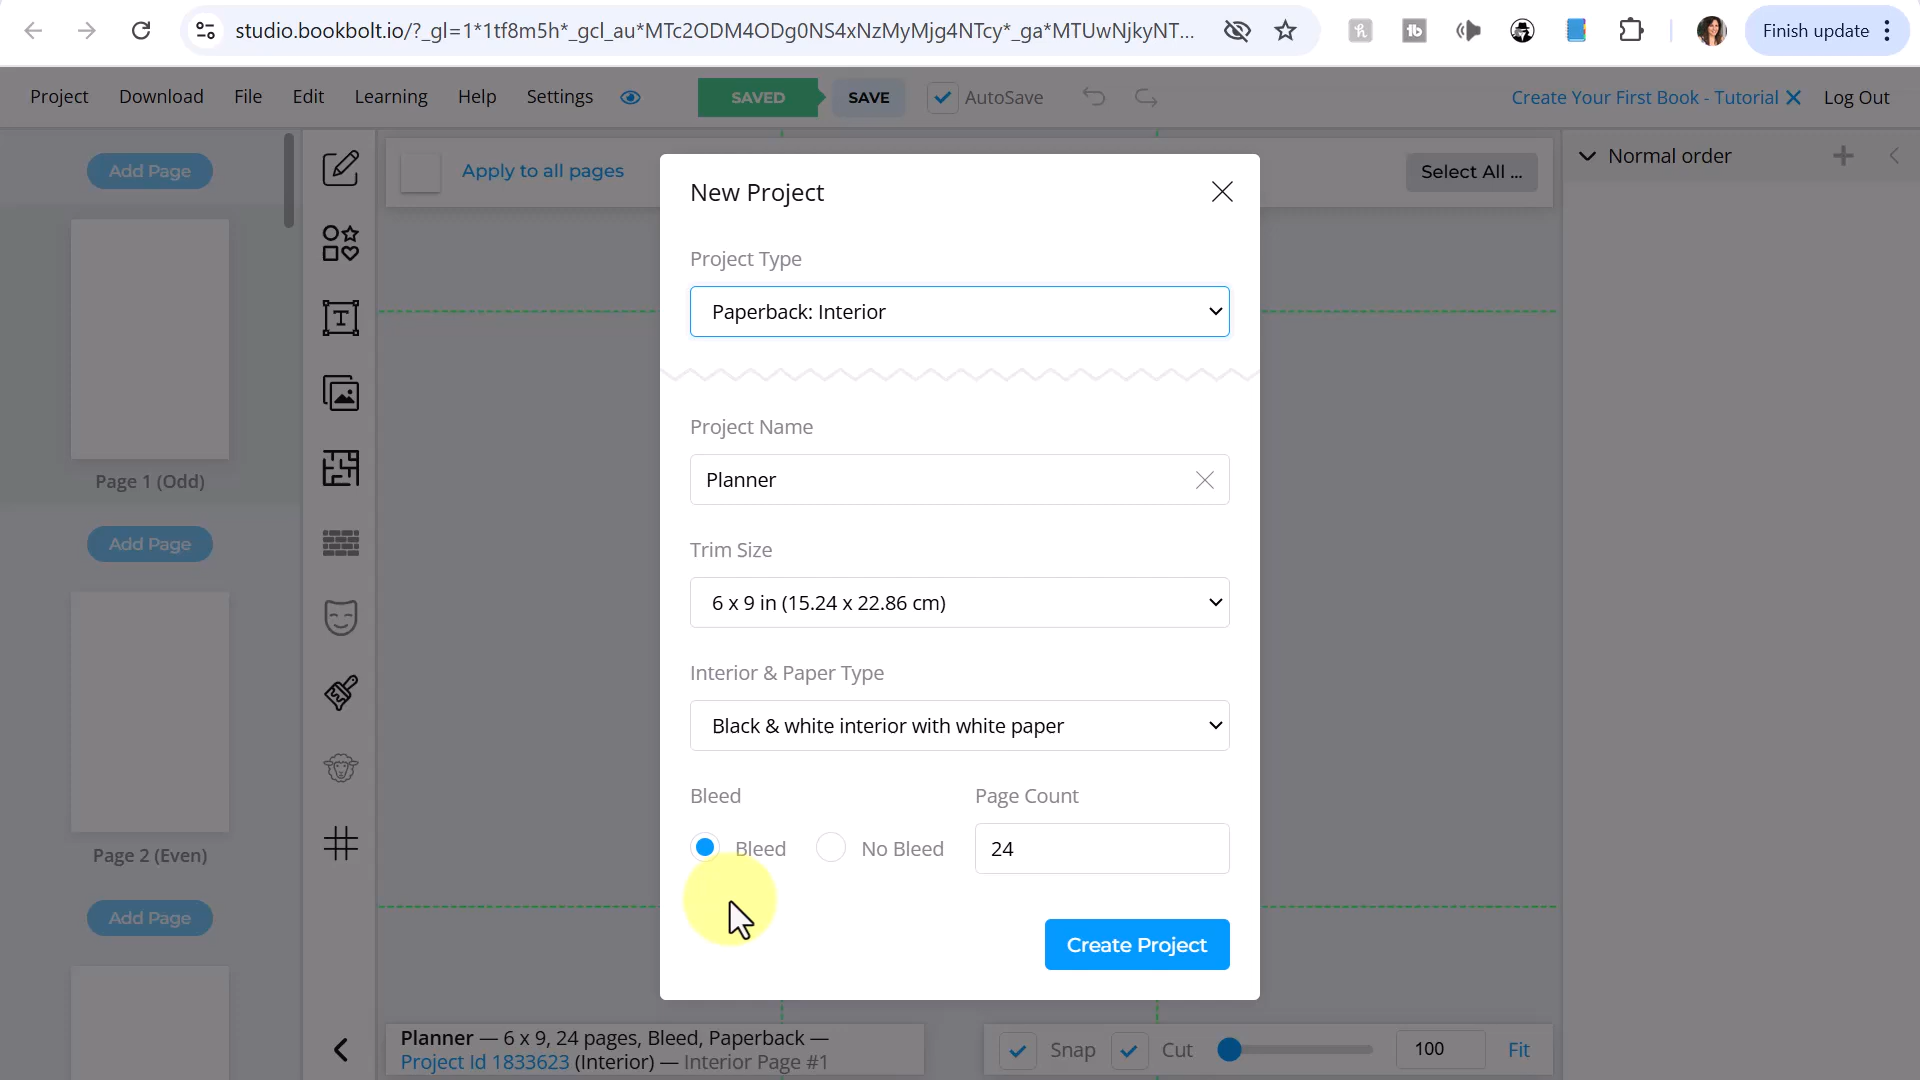 studio.bookbolt.io/?_gl=1*1tf8m5h*_gcl_au*MTc2ODM4ODg0NS4xNzMyMjg4NTcy*_ga*MTUwNjkyNT...
Finish update
Project Download File Edit Learning Help Settings SAVED SAVE AutoSave Create Your First Book - Tutorial Log Out
Add Page
Apply to all pages
Select All ...
Normal order
New Project
Project Type
Paperback: Interior
Project Name
Planner
Page 1 (Odd)
Add Page
Trim Size
6 x 9 in (15.24 x 22.86 cm)
Interior & Paper Type
Black & white interior with white paper
Bleed Page Count
Bleed No Bleed 24
Page 2 (Even)
Add Page
Create Project
Planner — 6 x 9, 24 pages, Bleed, Paperback —
Project Id 1833623 (Interior) — Interior Page #1
Snap Cut 100 Fit